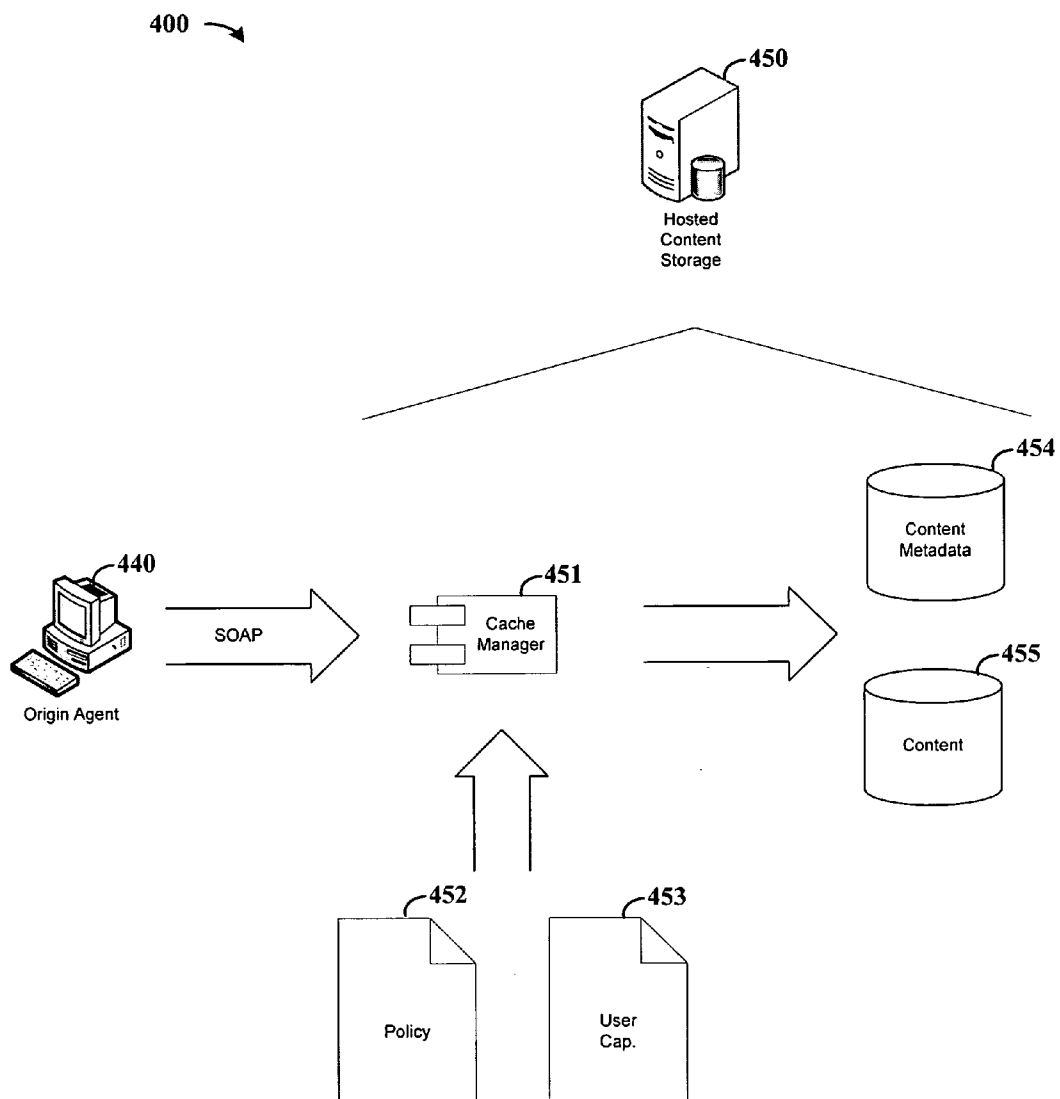 400
450
Hosted
Content
Storage
454
Content
Metadata
440
SOAP
Origin Agent
451
Cache
Manager
455
Content
452
Policy
453
User
Cap.